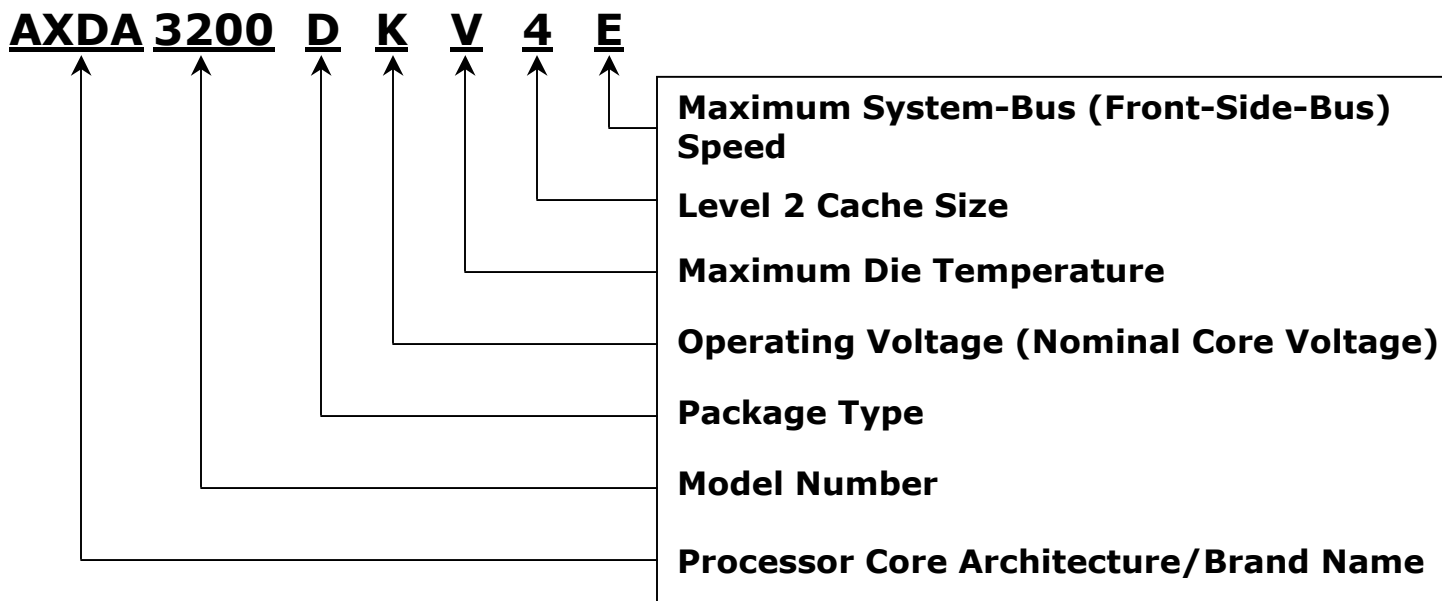 AXDA 3200 D K V 4 E
Maximum System-Bus (Front-Side-Bus)
Speed
Level 2 Cache Size
Maximum Die Temperature
Operating Voltage (Nominal Core Voltage)
Package Type
Model Number
Processor Core Architecture/Brand Name